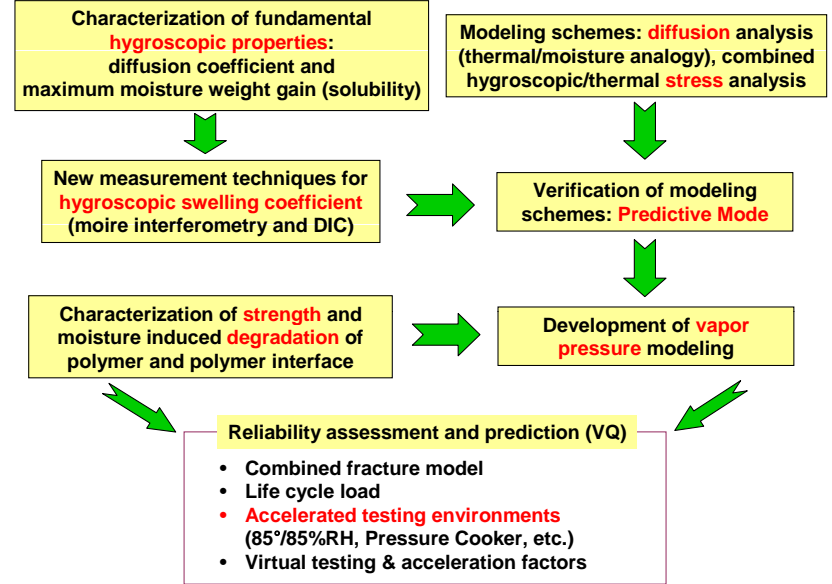 Characterization of fundamental
hygroscopic properties:
diffusion coefficient and
maximum moisture weight gain (solubility)
Modeling schemes: diffusion analysis
(thermal/moisture analogy), combined
hygroscopic/thermal stress analysis
New measurement techniques for
hygroscopic swelling coefficient
(moire interferometry and DIC)
Verification of modeling
schemes: Predictive Mode
Characterization of strength and
moisture induced degradation of
polymer and polymer interface
Development of vapor
pressure modeling
Reliability assessment and prediction (VQ)
• Combined fracture model
• Life cycle load
• Accelerated testing environments
(85°/85%RH, Pressure Cooker, etc.)
• Virtual testing & acceleration factors